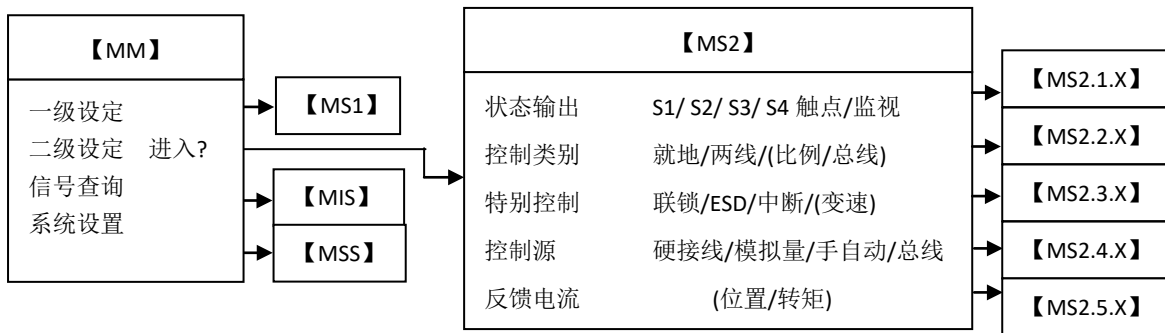 【MM】
一级设定
二级设定 进入?
信号查询
系统设置
【MS1】
【MIS】
【MSS】
【MS2】
状态输出 S1/ S2/ S3/ S4 触点/监视
控制类别 就地/两线/(比例/总线)
特别控制 联锁/ESD/中断/(变速)
控制源 硬接线/模拟量/手自动/总线
反馈电流 (位置/转矩)
【MS2.1.X】
【MS2.2.X】
【MS2.3.X】
【MS2.4.X】
【MS2.5.X】